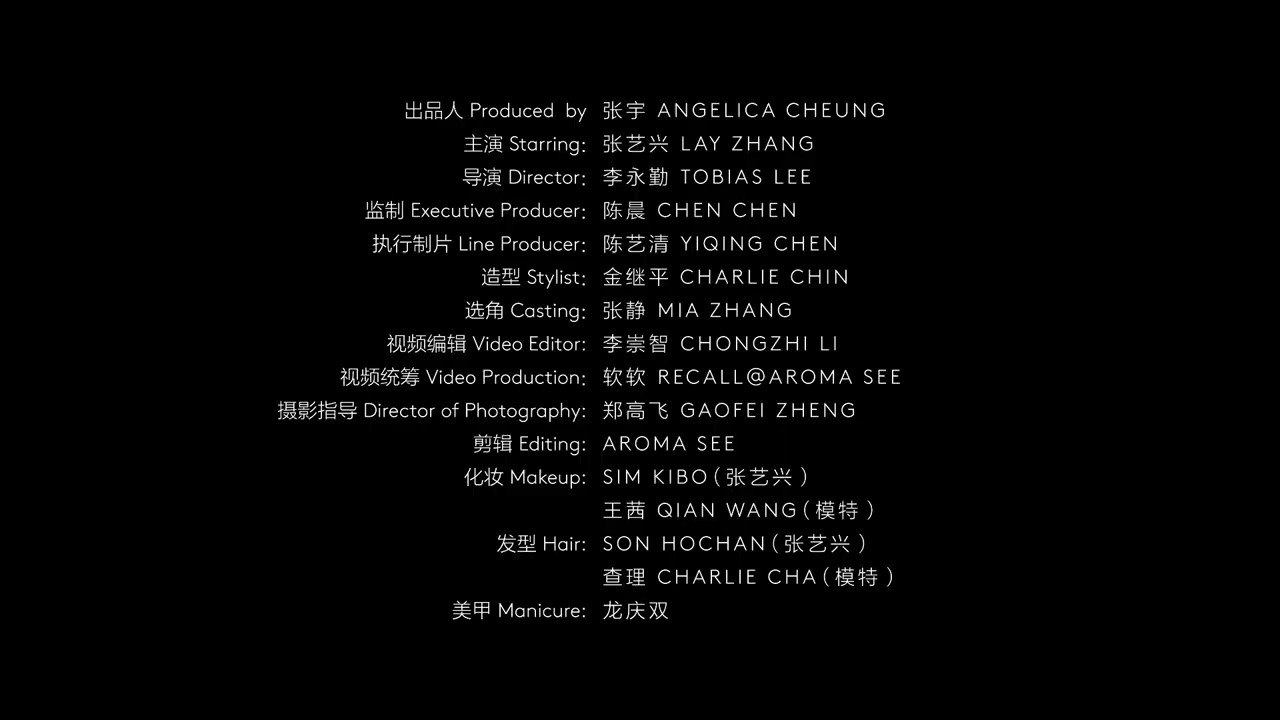 出品人 Produced by 张宇 ANGELICA CHEUNG
主演 Starring: 张艺兴 LAY ZHANG
导演 Director: 李永勤 TOBIAS LEE
监制 Executive Producer: 陈晨 CHEN CHEN
执行制片 Line Producer: 陈艺清 YIQING CHEN
造型 Stylist: 金继平 CHARLIE CHIN
选角 Casting: 张静 MIA ZHANG
视频编辑 Video Editor: 李崇智 CHONGZHI LI
视频统筹 Video Production: 软软 RECALL@AROMA SEE
摄影指导 Director of Photography: 郑高飞 GAOFEI ZHENG
剪辑 Editing: AROMA SEE
化妆 Makeup: SIM KIBO(张艺兴)
王茜 QIAN WANG(模特)
发型 Hair: SON HOCHAN(张艺兴)
查理 CHARLIE CHA(模特)
美甲 Manicure: 龙庆双